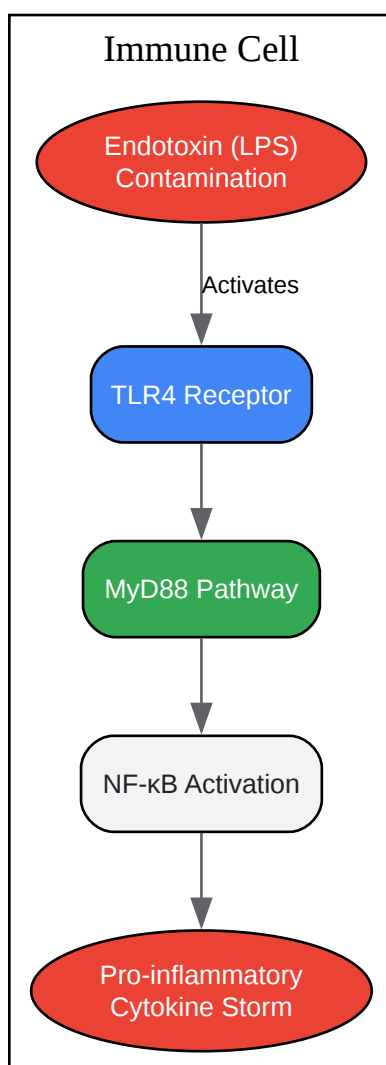 Immune Cell
Endotoxin (LPS)
Contamination
Activates
TLR4 Receptor
MyD88 Pathway
NF-κB Activation
Pro-inflammatory
Cytokine Storm